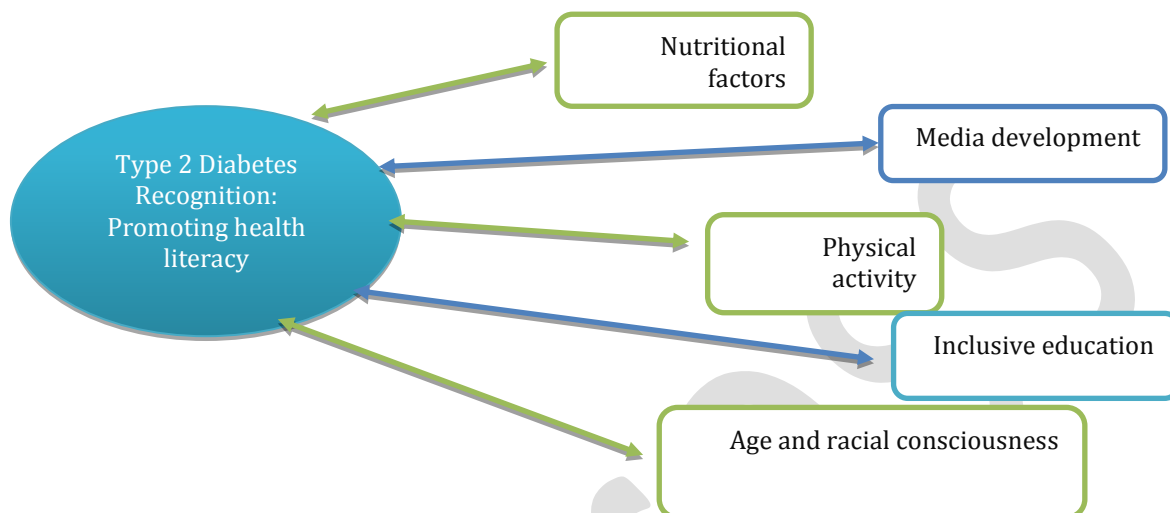 Nutritional
factors
Media development
Type 2 Diabetes
Recognition:
Promoting health
literacy
Physical
activity
Inclusive education
Age and racial consciousness